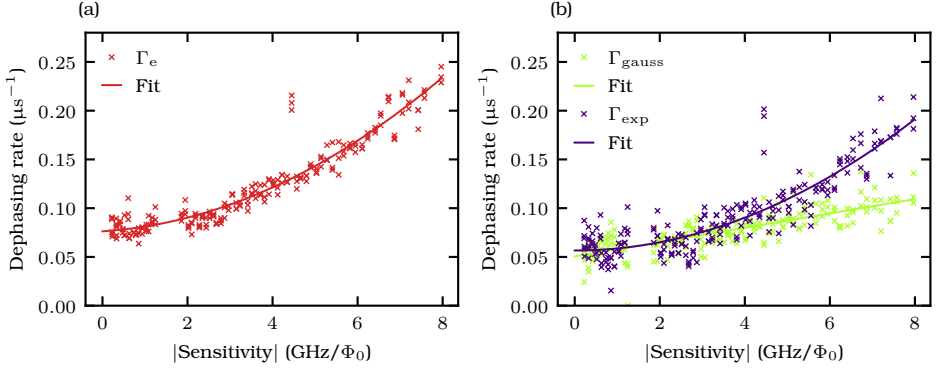 (a)
Γe
Fit
0.25
0.20
0.15
0.10
0.05
0.00
Dephasing rate (μs⁻¹)
0 2 4 6 8
|Sensitivity| (GHz/Φ₀)
(b)
Γgauss
Fit
Γexp
Fit
0.25
0.20
0.15
0.10
0.05
0.00
Dephasing rate (μs⁻¹)
0 2 4 6 8
|Sensitivity| (GHz/Φ₀)